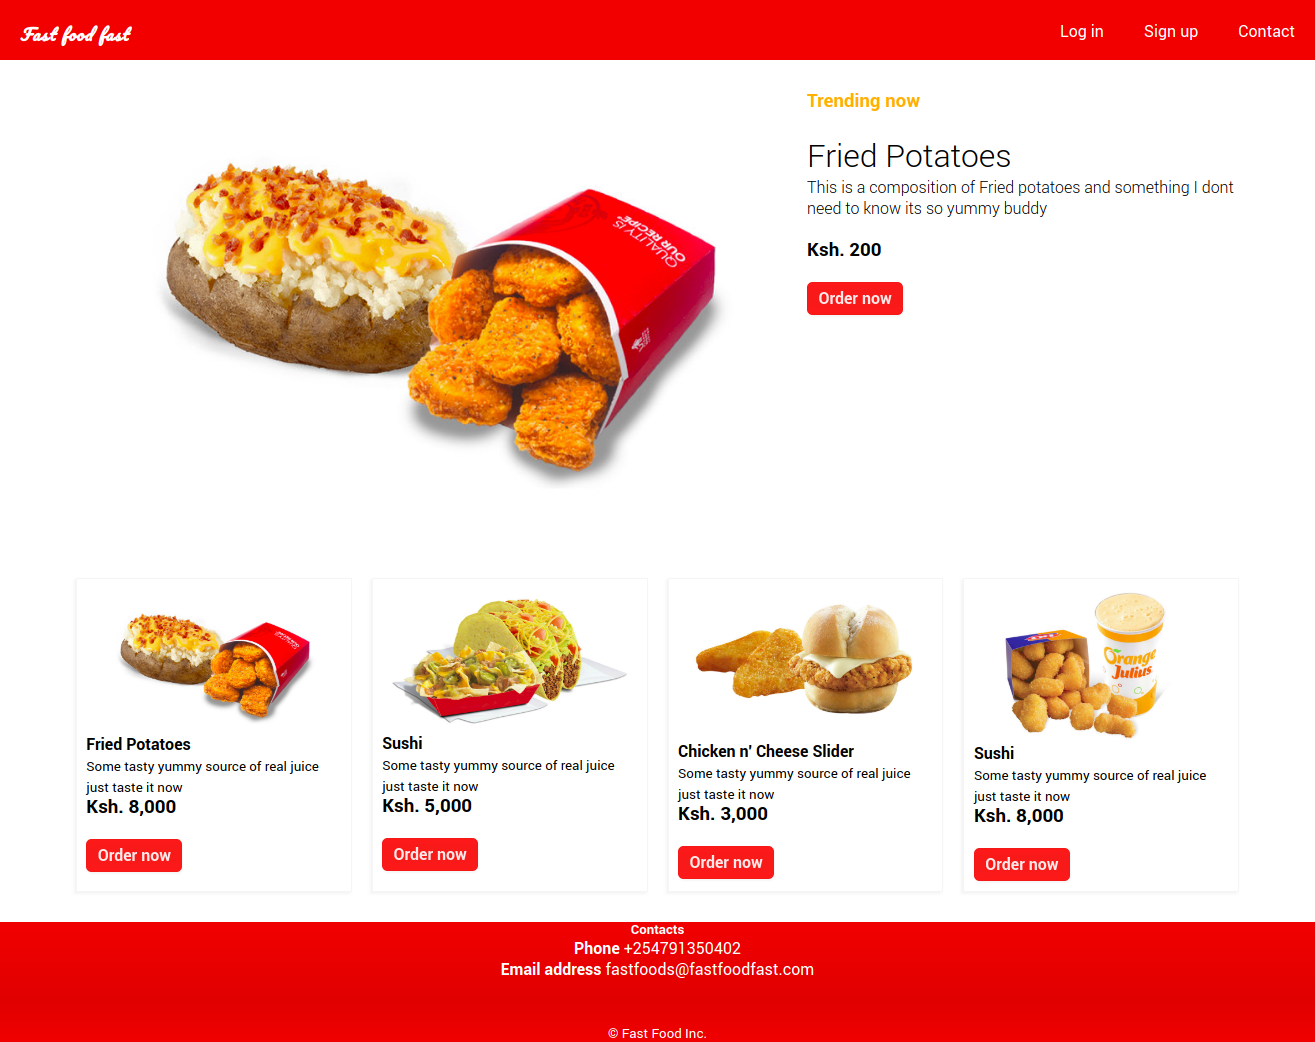 Fast food fast
Log in
Sign up
Contact
Trending now
Fried Potatoes
This is a composition of Fried potatoes and something I dont
need to know its so yummy buddy
Ksh. 200
Order now
QUALITY IS
OUR RECIPE
Fried Potatoes
Some tasty yummy source of real juice
just taste it now
Ksh. 8,000
Order now
Sushi
Some tasty yummy source of real juice
just taste it now
Ksh. 5,000
Order now
Chicken n' Cheese Slider
Some tasty yummy source of real juice
just taste it now
Ksh. 3,000
Order now
Orange
Julius
Sushi
Some tasty yummy source of real juice
just taste it now
Ksh. 8,000
Order now
Contacts
Phone +254791350402
Email address fastfoods@fastfoodfast.com
© Fast Food Inc.